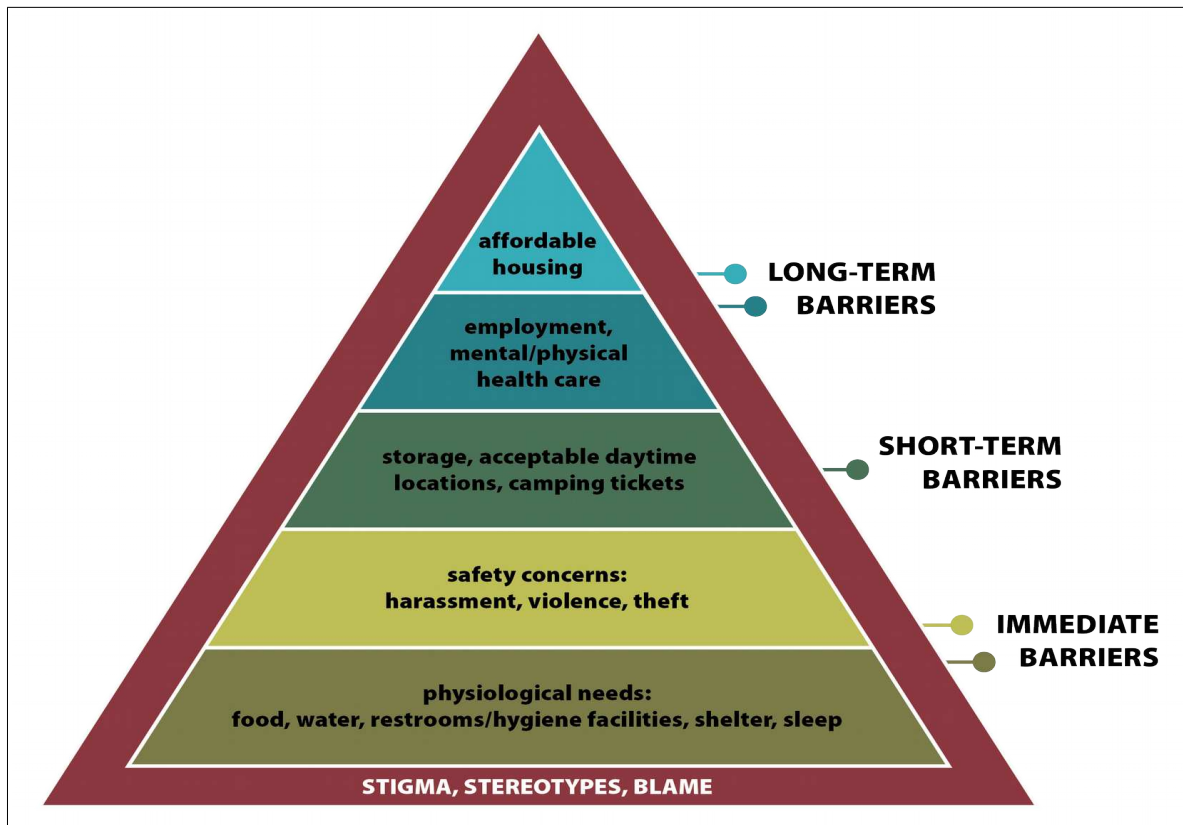 affordable
housing
LONG-TERM
BARRIERS
employment,
mental/physical
health care
storage, acceptable daytime
locations, camping tickets
SHORT-TERM
BARRIERS
safety concerns:
harassment, violence, theft
IMMEDIATE
BARRIERS
physiological needs:
food, water, restrooms/hygiene facilities, shelter, sleep
STIGMA, STEREOTYPES, BLAME